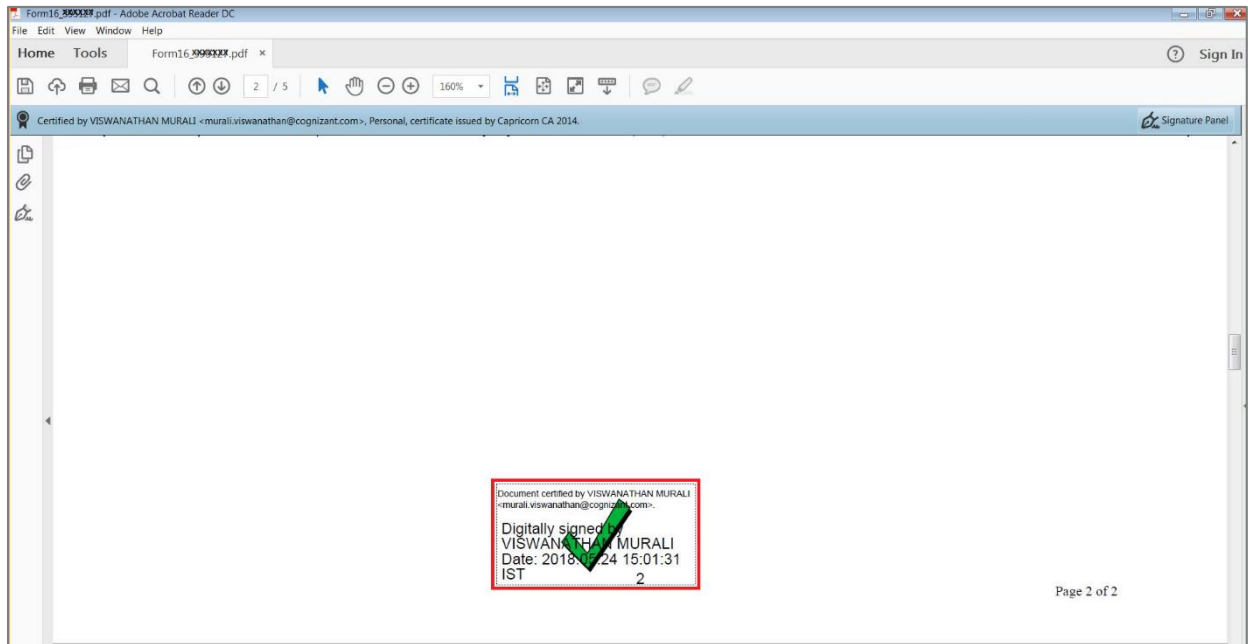 .pdf - Adobe Acrobat Reader DC
File Edit View Window Help
Home Tools .pdf × ? Sign In
2 / 5 160%
Certified by VISWANATHAN MURALI <murali.viswanathan@cognizant.com>, Personal, certificate issued by Capricorn CA 2014.
Signature Panel
Document certified by VISWANATHAN MURALI
<murali.viswanathan@cognizant.com>.
Digitally signed by
VISWANATHAN MURALI
Date: 2018.05.24 15:01:31
IST
2
Page 2 of 2